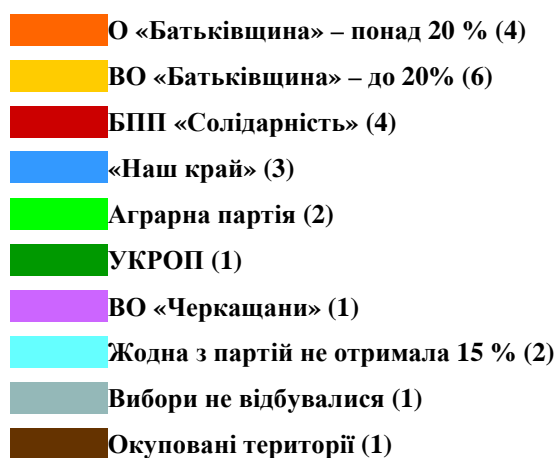 О «Батьківщина» – понад 20 % (4)
ВО «Батьківщина» – до 20% (6)
БПП «Солідарність» (4)
«Наш край» (3)
Аграрна партія (2)
УКРОП (1)
ВО «Черкащани» (1)
Жодна з партій не отримала 15 % (2)
Вибори не відбувалися (1)
Окуповані території (1)